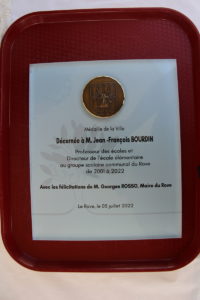 Médaille de la Ville
Décernée à M. Jean-François BOURDIN
Professeur des écoles et
Directeur de l'école élémentaire
au groupe scolaire communal du Rove
de 2001 à 2022
Avec les félicitations de M. Georges ROSSO, Maire du Rove
Le Rove, le 05 juillet 2022